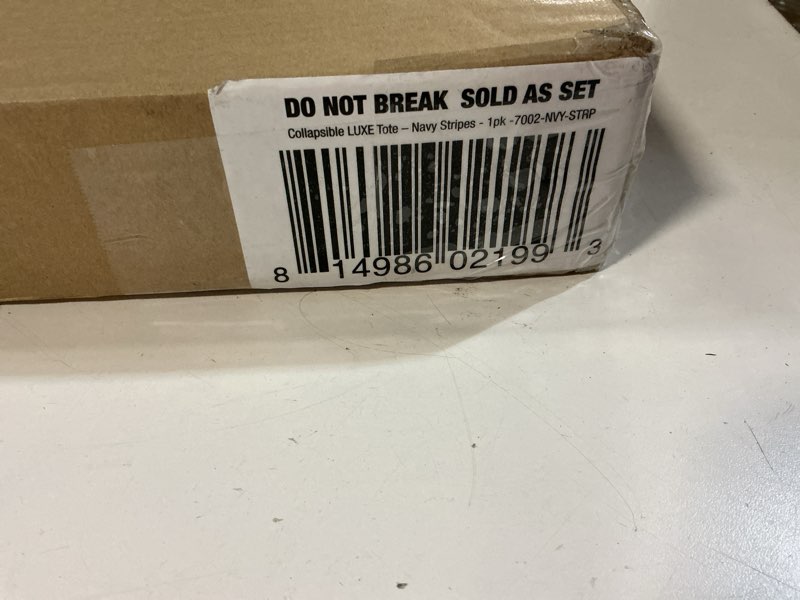 DO NOT BREAK SOLD AS SET
Collapsible LUXE Tote – Navy Stripes - 1pk -7002-NVY-STRP
8 14986 02199 3